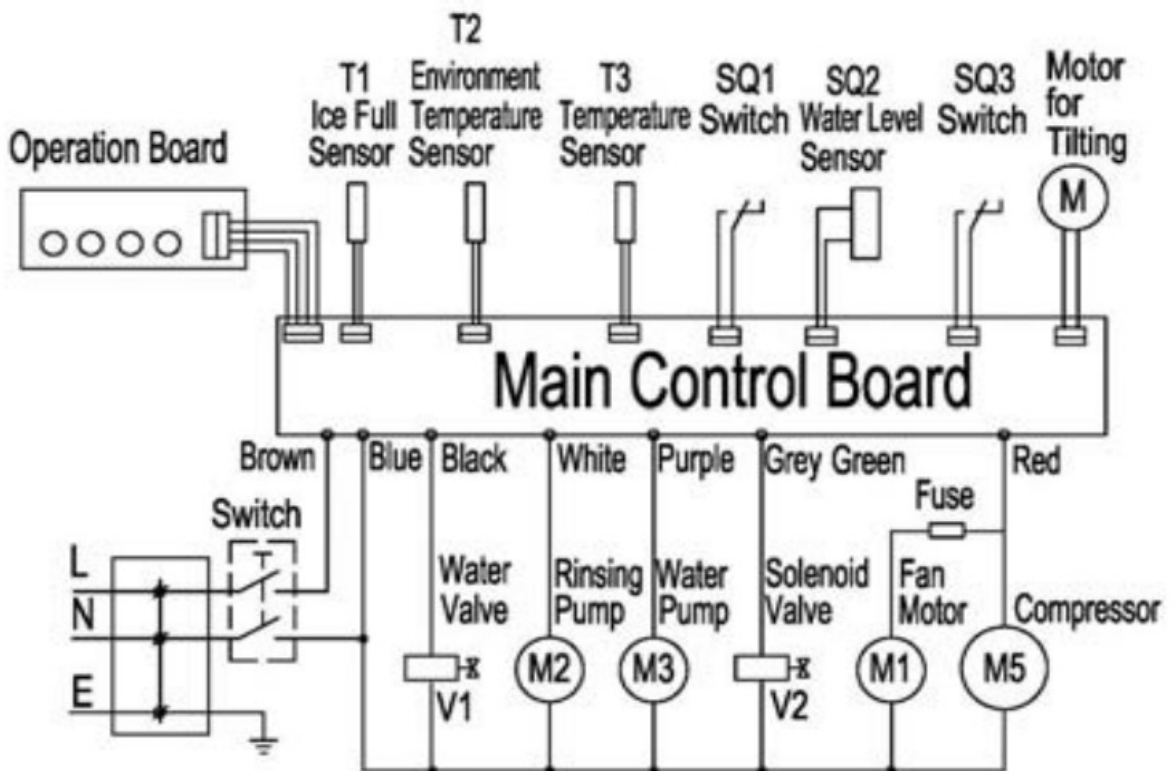 T2
T1 Environment T3 SQ1 SQ2 SQ3 Motor
Ice Full Temperature Temperature Switch Water Level Switch for
Sensor Sensor Sensor Sensor Tilting
Operation Board
M
Main Control Board
Brown Blue Black White Purple Grey Green Red
Switch Fuse
L
N
E
Water Rinsing Water Solenoid Fan
Valve Pump Pump Valve Motor Compressor
M2 M3 M1 M5
V1 V2